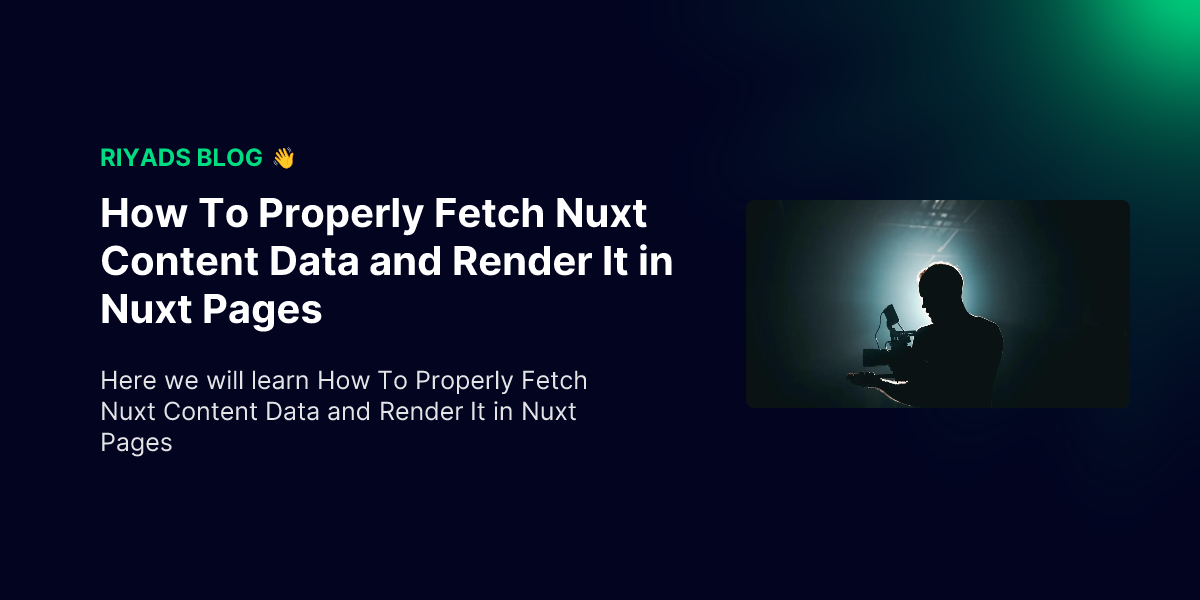 RIYADS BLOG 👋
How To Properly Fetch Nuxt
Content Data and Render It in
Nuxt Pages
Here we will learn How To Properly Fetch
Nuxt Content Data and Render It in Nuxt
Pages